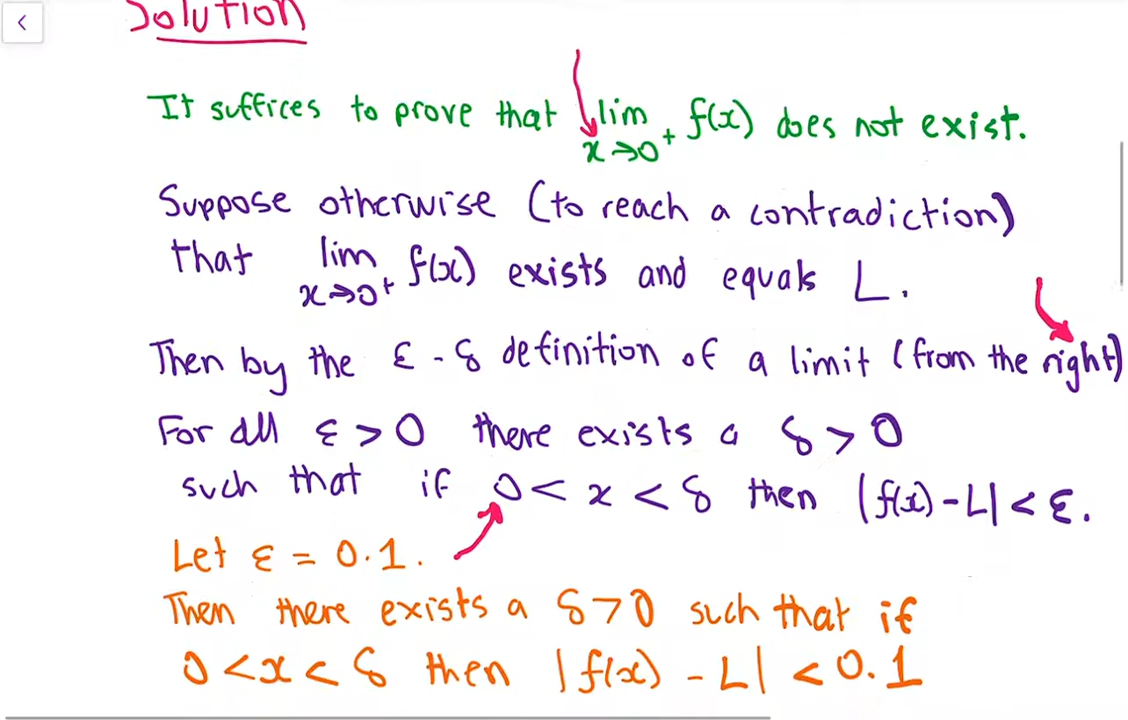 Solution
It suffices to prove that lim x→0⁺ f(x) does not exist.
Suppose otherwise (to reach a contradiction)
that lim x→0⁺ f(x) exists and equals L.
Then by the ε-δ definition of a limit (from the right)
For all ε > 0 there exists a δ > 0
such that if 0 < x < δ then |f(x) - L| < ε.
Let ε = 0.1.
Then there exists a δ > 0 such that if
0 < x < δ then |f(x) - L| < 0.1